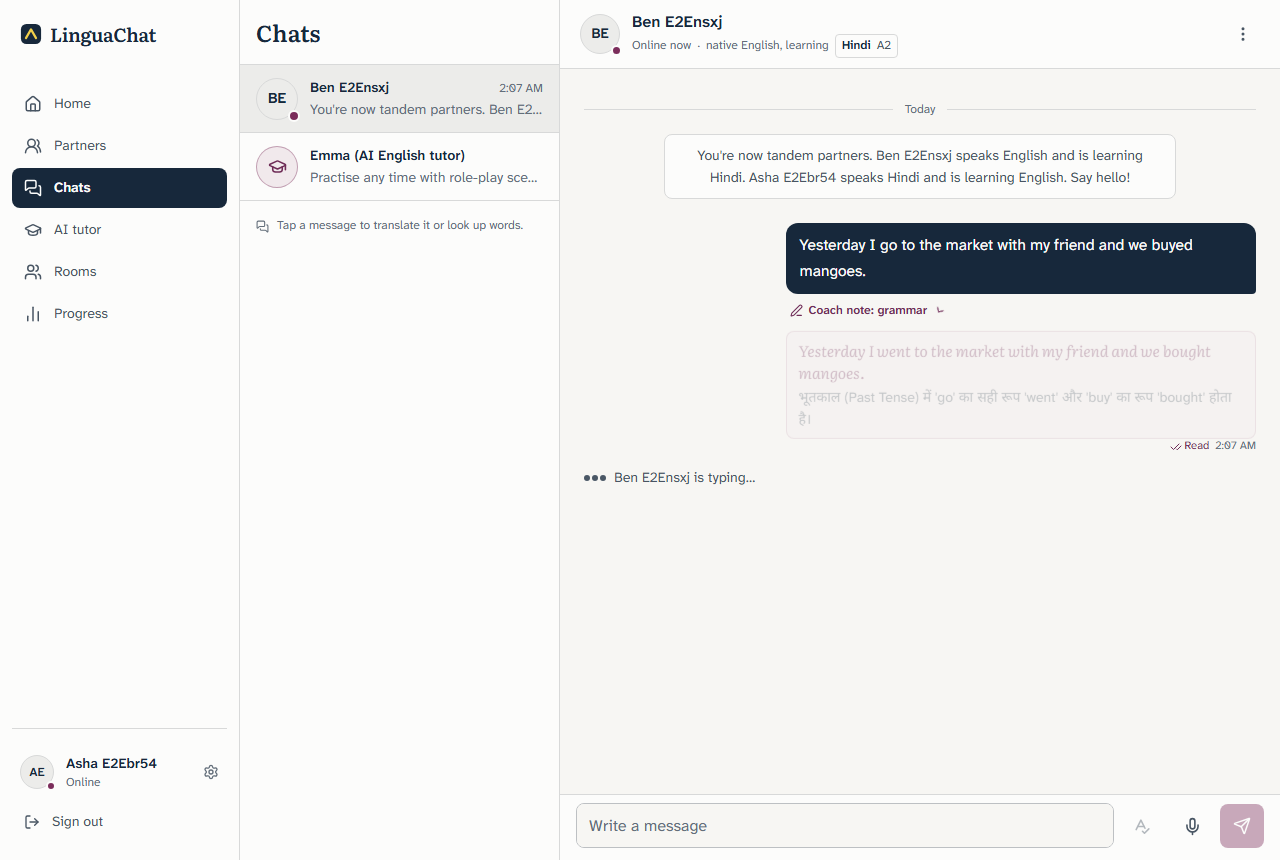 LinguaChat
Home
Partners
Chats
AI tutor
Rooms
Progress
AE
Asha E2Ebr54
Online
Sign out
Chats
BE
Ben E2Ensxj
2:07 AM
You're now tandem partners. Ben E2...
Emma (AI English tutor)
Practise any time with role-play sce...
Tap a message to translate it or look up words.
BE
Ben E2Ensxj
Online now · native English, learning Hindi A2
Today
You're now tandem partners. Ben E2Ensxj speaks English and is learning
Hindi. Asha E2Ebr54 speaks Hindi and is learning English. Say hello!
Yesterday I go to the market with my friend and we buyed
mangoes.
Coach note: grammar
Yesterday I went to the market with my friend and we bought
mangoes.
भूतकाल (Past Tense) में 'go' का सही रूप 'went' और 'buy' का रूप 'bought' होता
है।
Read 2:07 AM
Ben E2Ensxj is typing...
Write a message